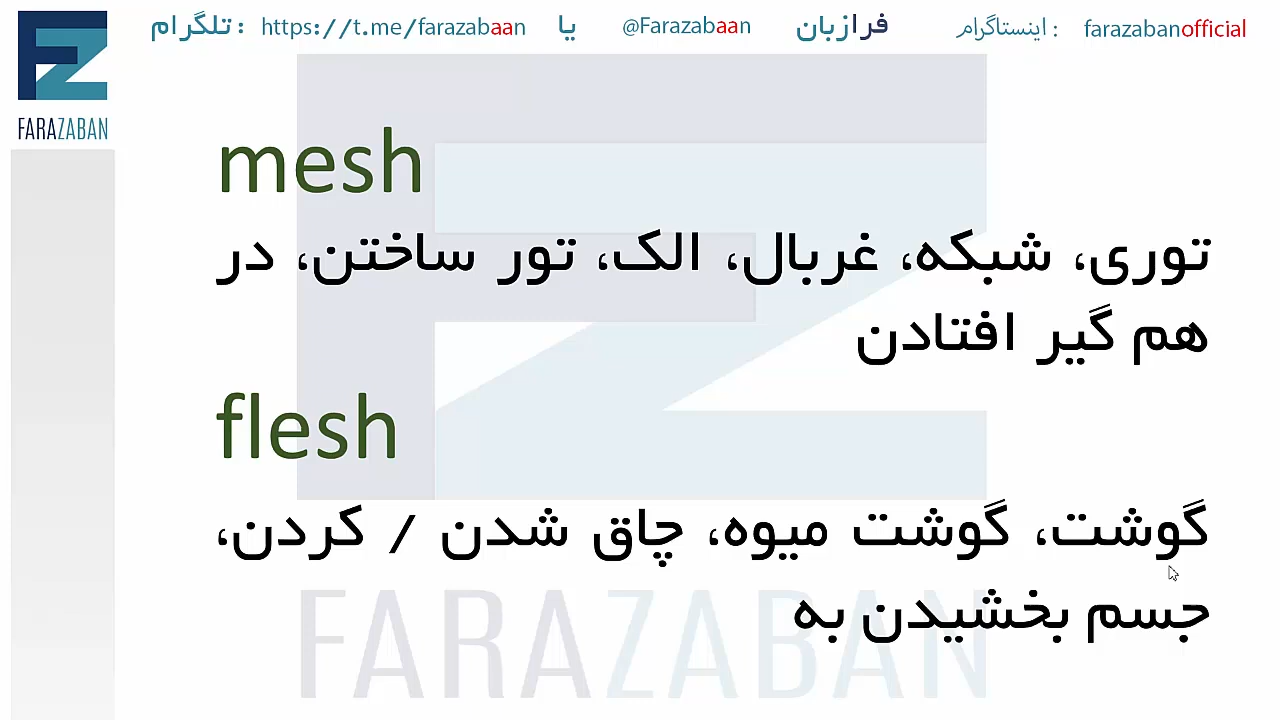 تلگرام : https://t.me/farazabaan یا @Farazabaan فرازبان اینستاگرام : farazabanofficial
FZ
FARAZABAN
mesh
توری، شبکه، غربال، الک، تور ساختن، در
هم گیر افتادن
flesh
گوشت، گوشت میوه، چاق شدن / کردن،
جسم بخشیدن به
FARAZABAN